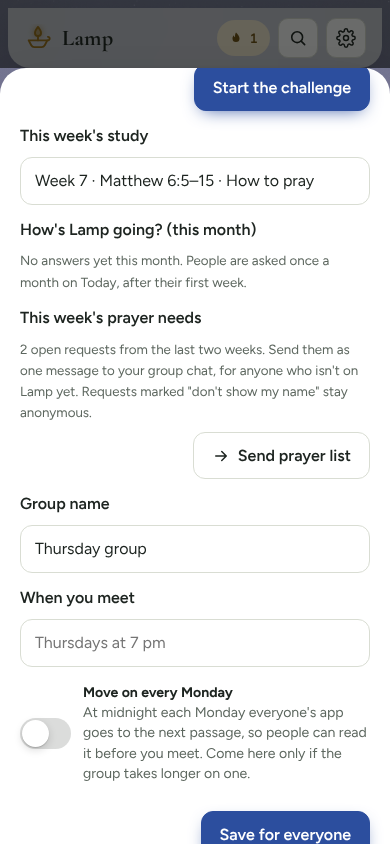 Lamp
1
Start the challenge
This week's study
Week 7 · Matthew 6:5–15 · How to pray
How's Lamp going? (this month)
No answers yet this month. People are asked once a
month on Today, after their first week.
This week's prayer needs
2 open requests from the last two weeks. Send them as
one message to your group chat, for anyone who isn't on
Lamp yet. Requests marked "don't show my name" stay
anonymous.
→ Send prayer list
Group name
Thursday group
When you meet
Thursdays at 7 pm
Move on every Monday
At midnight each Monday everyone's app
goes to the next passage, so people can read
it before you meet. Come here only if the
group takes longer on one.
Save for everyone